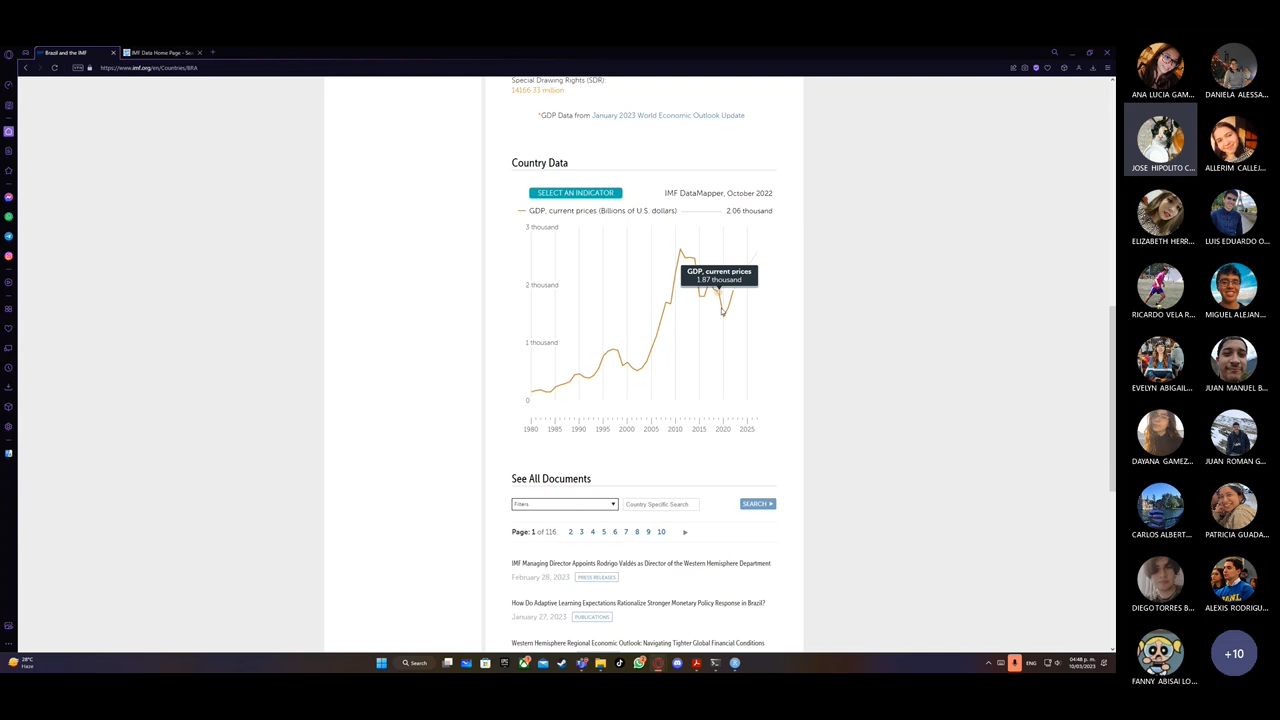 Brazil and the IMF
IMF Data Home Page - Se
https://www.imf.org/en/Countries/BRA
Special Drawing Rights (SDR):
14166.33 million
*GDP Data from January 2023 World Economic Outlook Update
Country Data
SELECT AN INDICATOR
IMF DataMapper, October 2022
GDP, current prices (Billions of U.S. dollars)
2.06 thousand
3 thousand
GDP, current prices
1.87 thousand
2 thousand
1 thousand
0
1980 1985 1990 1995 2000 2005 2010 2015 2020 2025
See All Documents
Filters
Country Specific Search
SEARCH
Page: 1 of 116 2 3 4 5 6 7 8 9 10
IMF Managing Director Appoints Rodrigo Valdés as Director of the Western Hemisphere Department
February 28, 2023 PRESS RELEASES
How Do Adaptive Learning Expectations Rationalize Stronger Monetary Policy Response in Brazil?
January 27, 2023 PUBLICATIONS
Western Hemisphere Regional Economic Outlook: Navigating Tighter Global Financial Conditions
28°C
Haze
Search
ENG
04:48 p. m.
10/03/2023
ANA LUCIA GAM...
DANIELA ALESSA...
JOSE HIPOLITO C...
ALLERIM CALLEJ...
ELIZABETH HERR...
LUIS EDUARDO O...
RICARDO VELA R...
MIGUEL ALEJAN...
EVELYN ABIGAIL...
JUAN MANUEL B...
DAYANA GAMEZ...
JUAN ROMAN G...
CARLOS ALBERT...
PATRICIA GUADA...
DIEGO TORRES B...
ALEXIS RODRIGU...
FANNY ABISAI LO...
+10